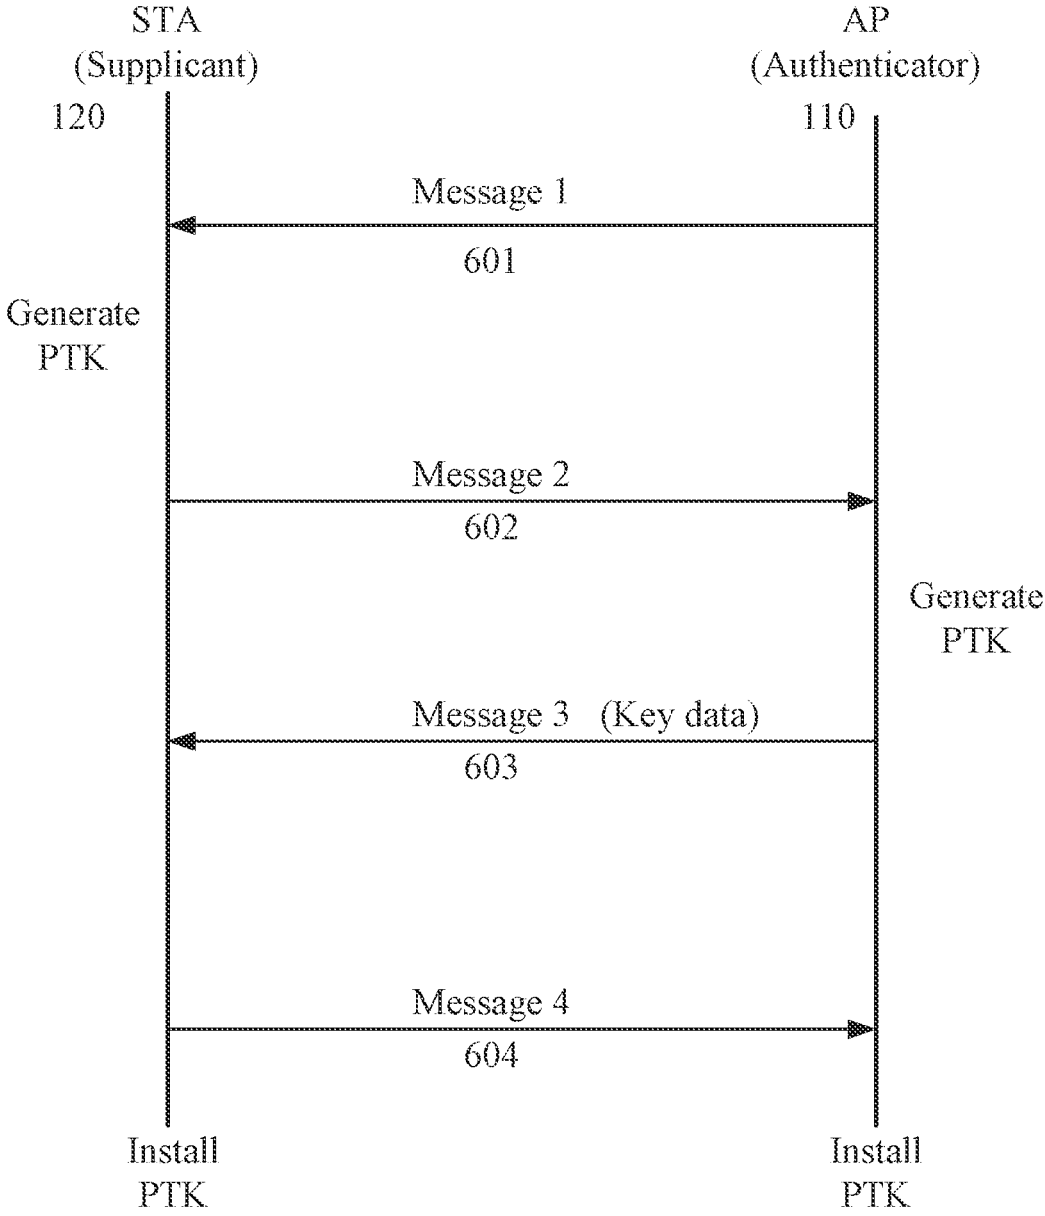 STA
(Supplicant)
120
AP
(Authenticator)
110
Message 1
601
Generate
PTK
Message 2
602
Generate
PTK
Message 3 (Key data)
603
Message 4
604
Install
PTK
Install
PTK